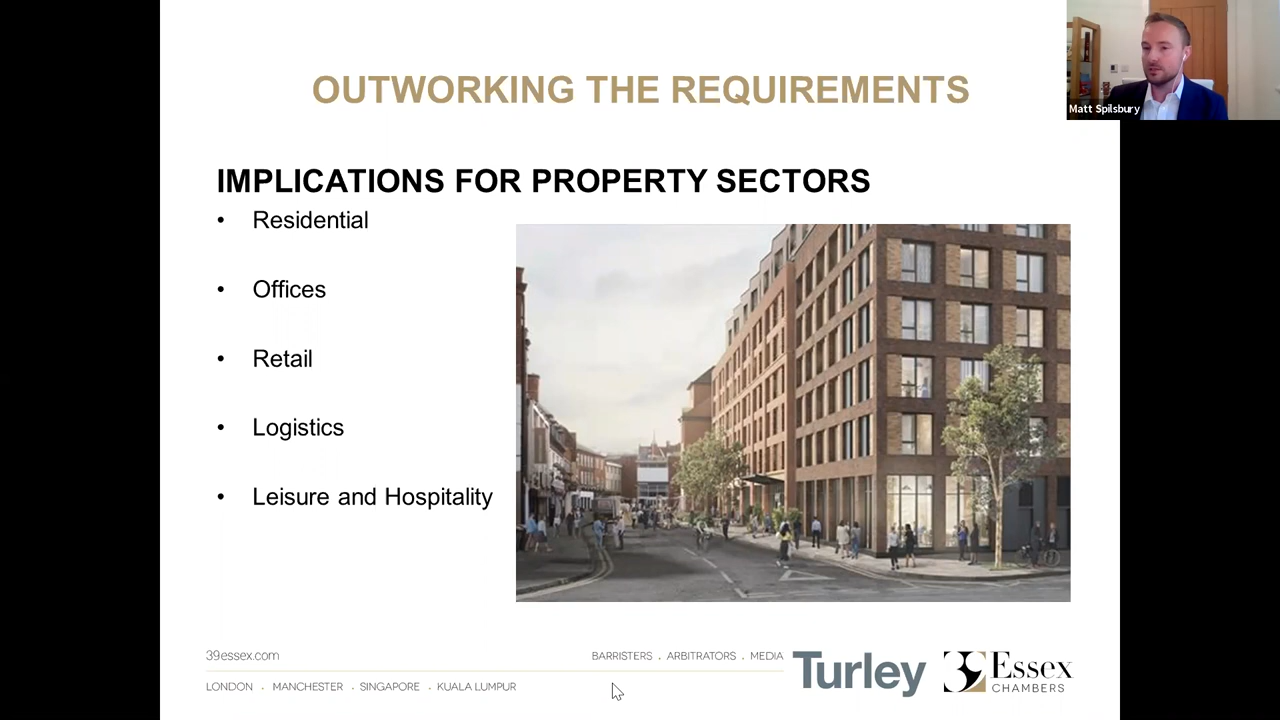 OUTWORKING THE REQUIREMENTS
Matt Spilsbury
IMPLICATIONS FOR PROPERTY SECTORS
• Residential
• Offices
• Retail
• Logistics
• Leisure and Hospitality
39essex.com
BARRISTERS . ARBITRATORS . MEDIA
LONDON . MANCHESTER . SINGAPORE . KUALA LUMPUR
Turley
39 Essex
CHAMBERS